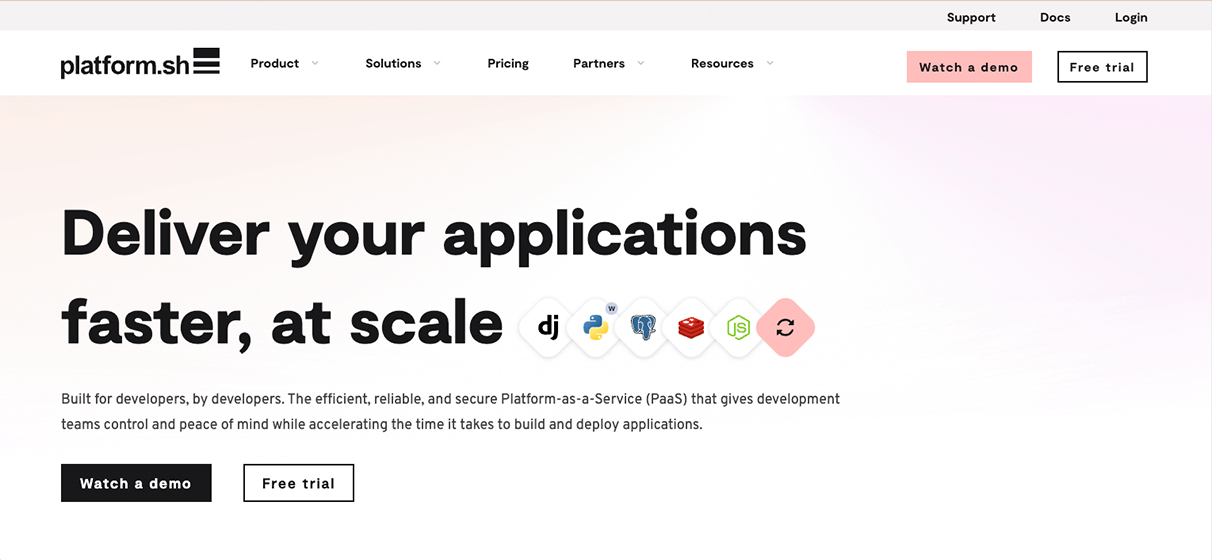 Support Docs Login
platform.sh Product Solutions Pricing Partners Resources Watch a demo Free trial
Deliver your applications
faster, at scale dj W JS
Built for developers, by developers. The efficient, reliable, and secure Platform-as-a-Service (PaaS) that gives development
teams control and peace of mind while accelerating the time it takes to build and deploy applications.
Watch a demo Free trial